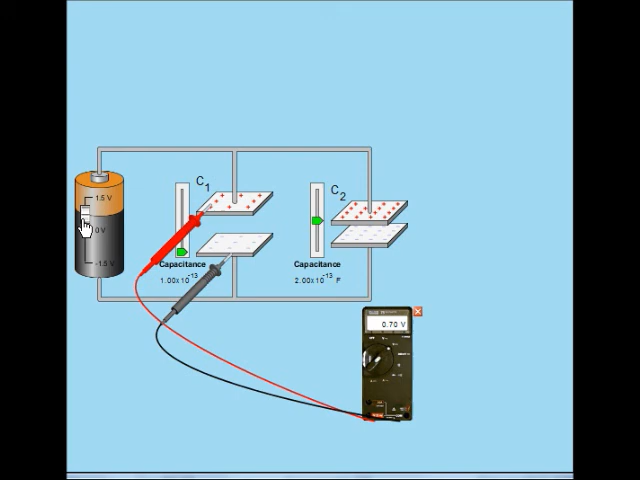 1.5 V
0 V
-1.5 V
C1
Capacitance
1.00x10-13
C2
Capacitance
2.00x10-13 F
0.70 V